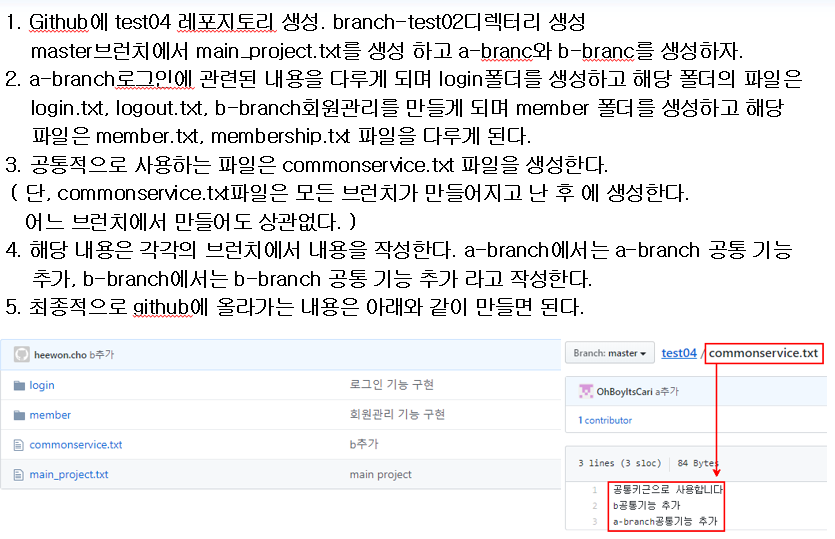 1. Github에 test04 레포지토리 생성. branch-test02디렉터리 생성
master브런치에서 main_project.txt를 생성 하고 a-branc와 b-branc를 생성하자.
2. a-branch로그인에 관련된 내용을 다루게 되며 login폴더를 생성하고 해당 폴더의 파일은
login.txt, logout.txt, b-branch회원관리를 만들게 되며 member 폴더를 생성하고 해당
파일은 member.txt, membership.txt 파일을 다루게 된다.
3. 공통적으로 사용하는 파일은 commonservice.txt 파일을 생성한다.
( 단, commonservice.txt파일은 모든 브런치가 만들어지고 난 후 에 생성한다.
어느 브런치에서 만들어도 상관없다. )
4. 해당 내용은 각각의 브런치에서 내용을 작성한다. a-branch에서는 a-branch 공통 기능
추가, b-branch에서는 b-branch 공통 기능 추가 라고 작성한다.
5. 최종적으로 github에 올라가는 내용은 아래와 같이 만들면 된다.
heewon.cho b추가
login 로그인 기능 구현
member 회원관리 기능 구현
commonservice.txt b추가
main_project.txt main project
Branch: master test04 / commonservice.txt
OhBoyItsCari a추가
1 contributor
3 lines (3 sloc) 84 Bytes
1 공통키근으로 사용합니다
2 b공통기능 추가
3 a-branch공통기능 추가